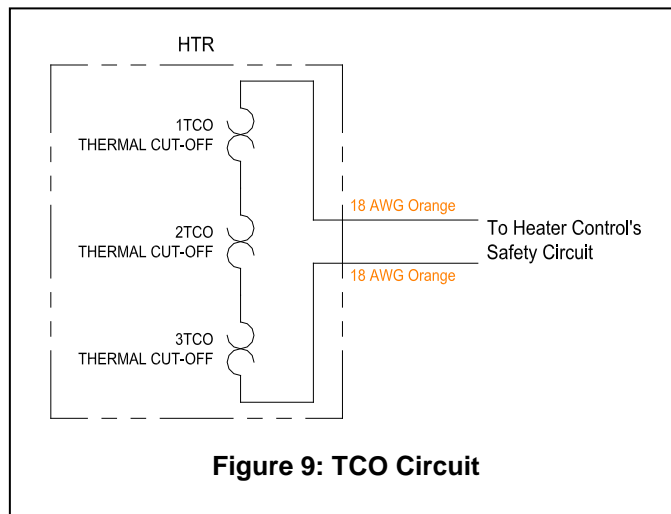 HTR
1TCO
THERMAL CUT-OFF
18 AWG Orange
2TCO
THERMAL CUT-OFF
To Heater Control's
Safety Circuit
18 AWG Orange
3TCO
THERMAL CUT-OFF
Figure 9: TCO Circuit